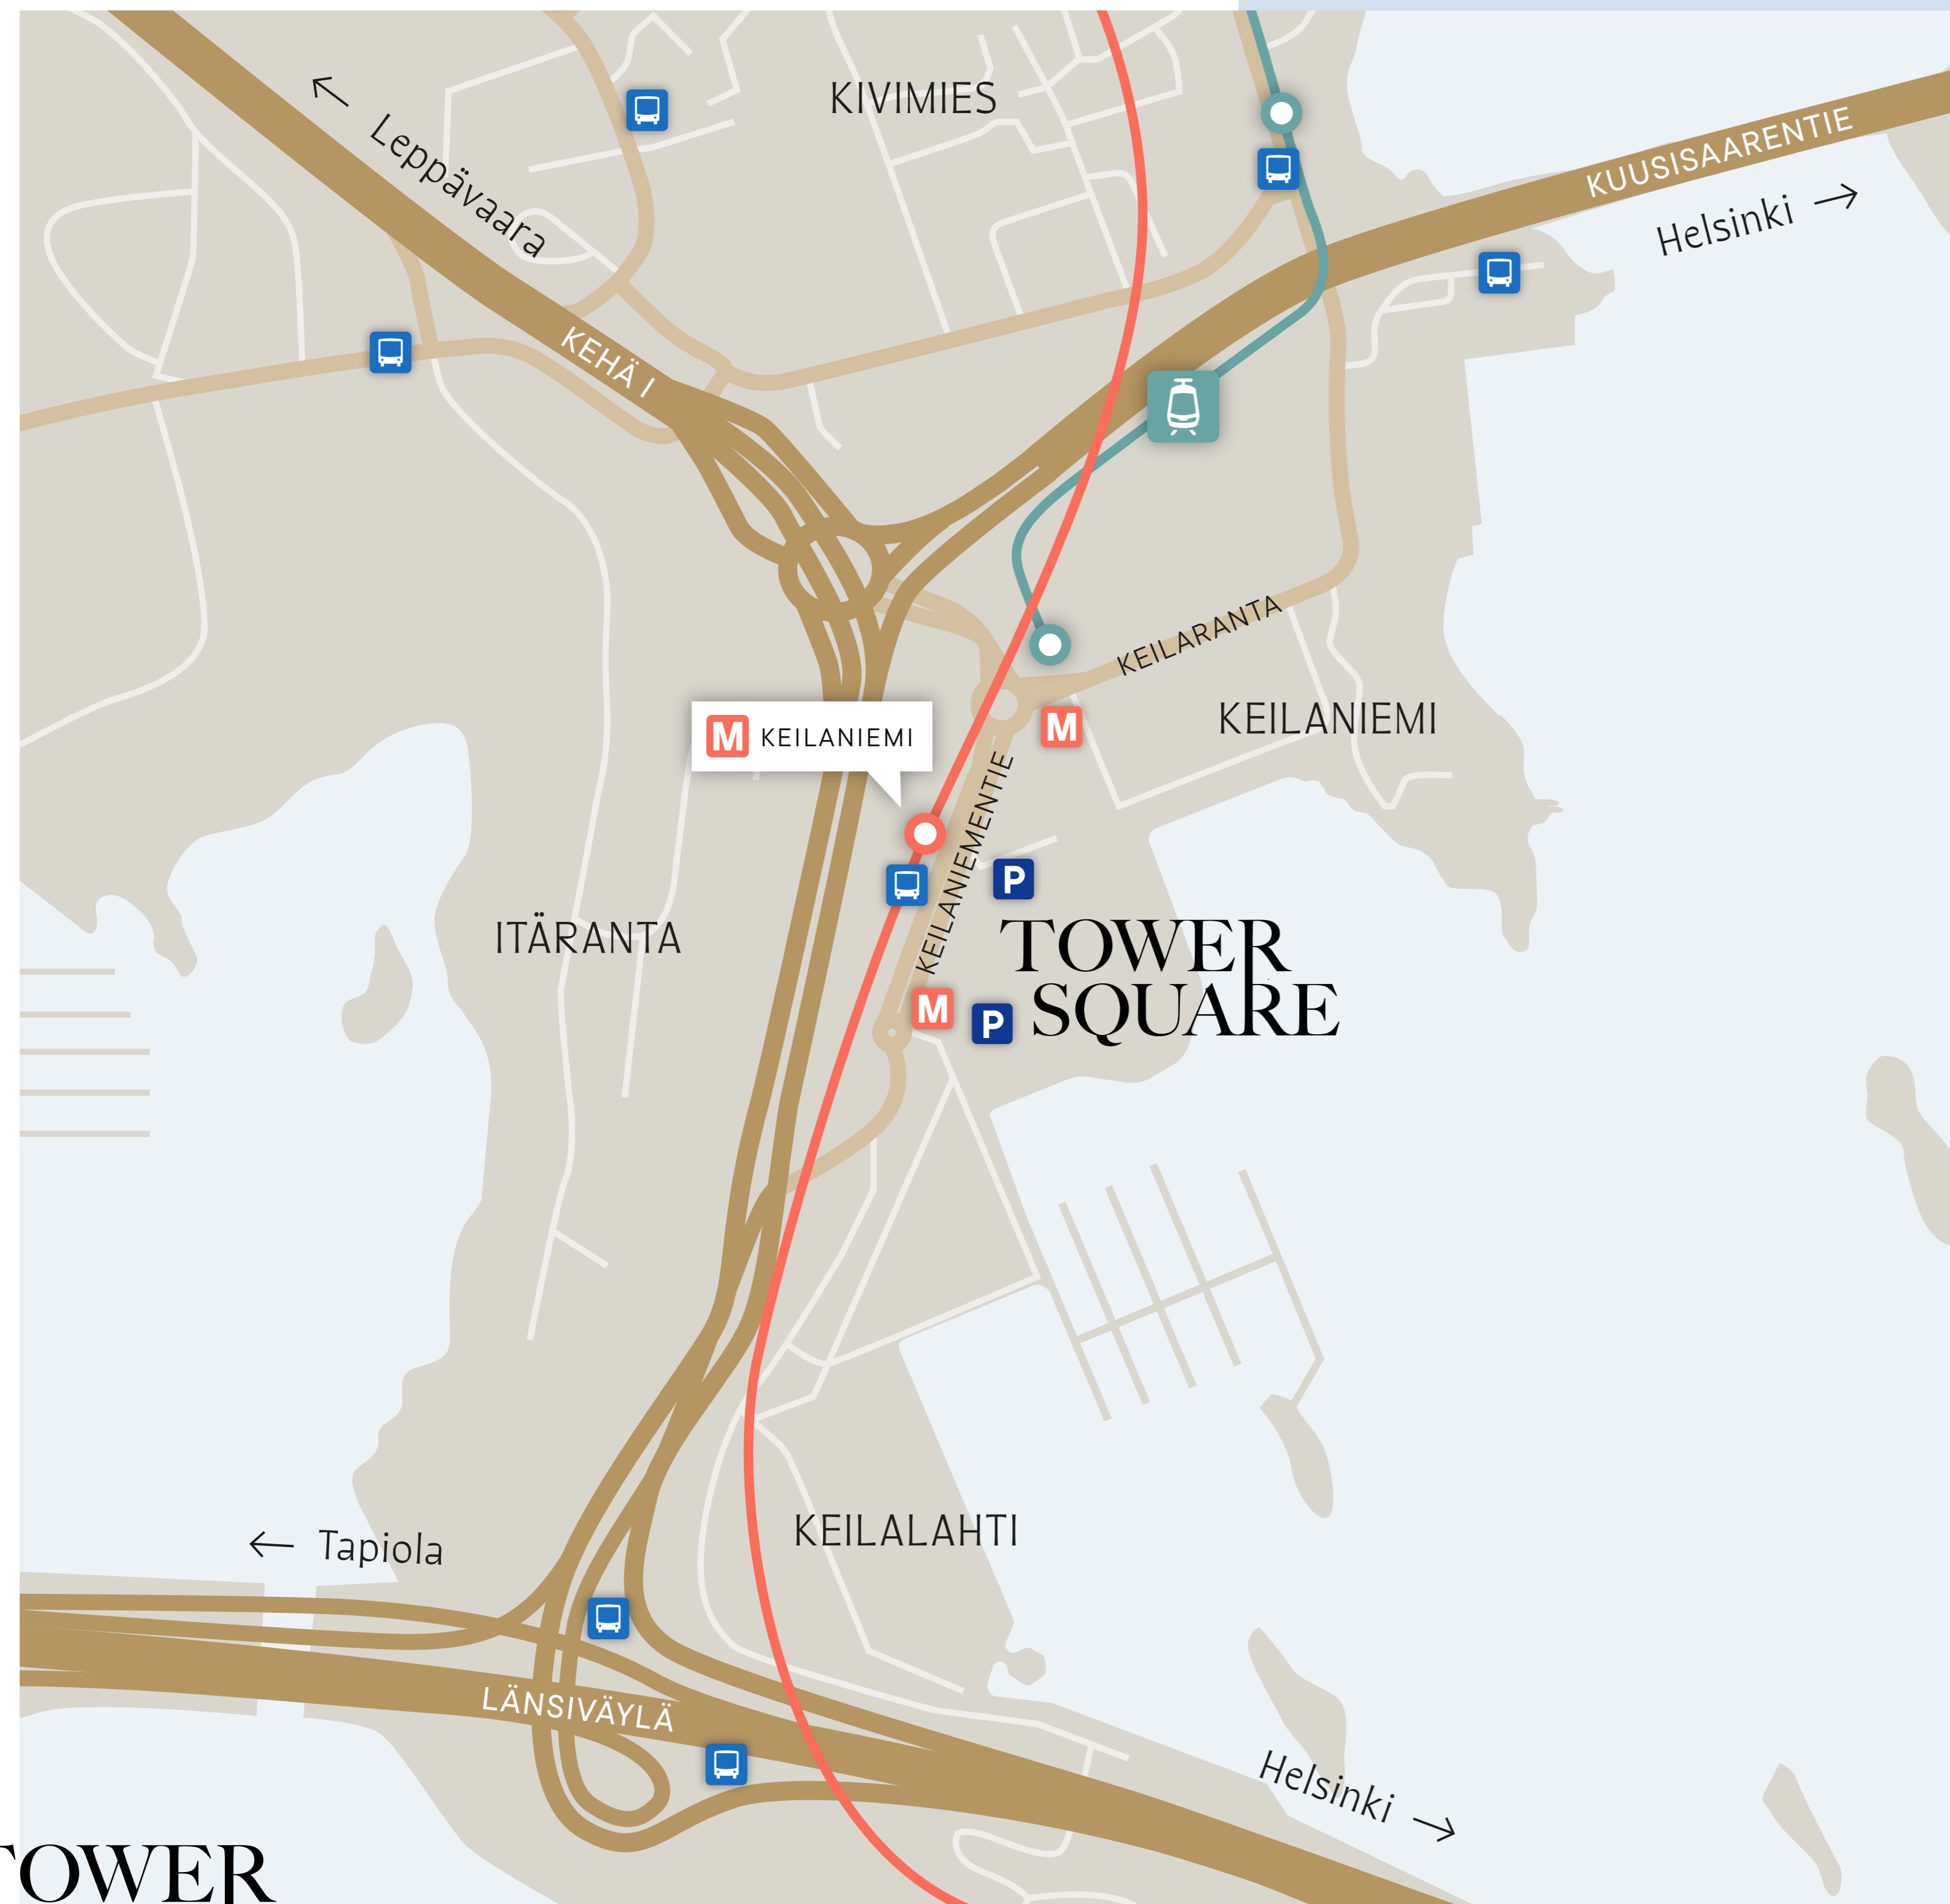 KIVIMIES
Leppävaara
KUUSISAARENTIE
Helsinki
KEHÄ I
KEILARANTA
KEILANIEMI
M KEILANIEMI
M
KEILANIEMENTIE
P
ITÄRANTA
TOWER
SQUARE
M
P
KEILALAHTI
Tapiola
LÄNSIVÄYLÄ
Helsinki
TOWER